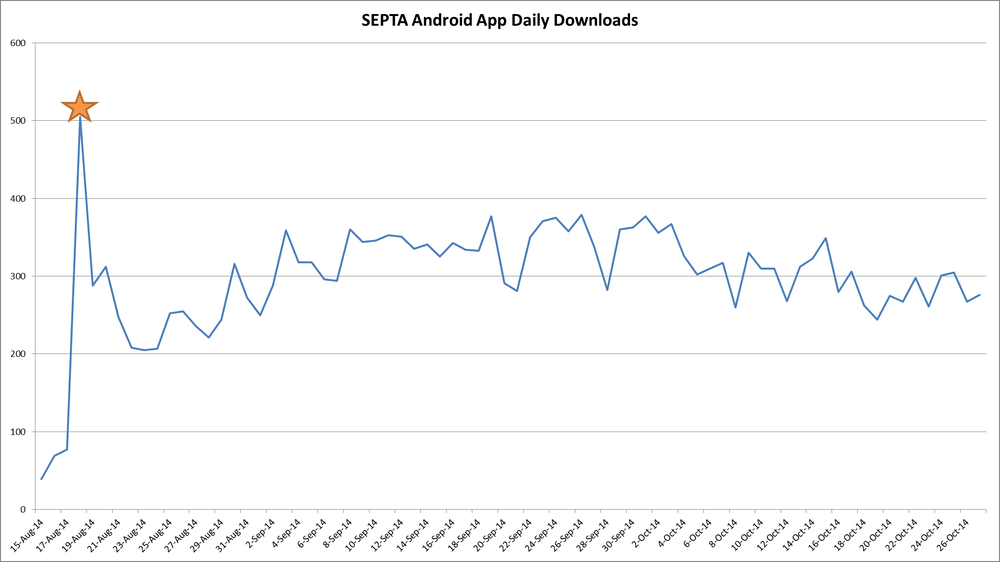 SEPTA Android App Daily Downloads
600
500
400
300
200
100
0
15-Aug-14
17-Aug-14
19-Aug-14
21-Aug-14
23-Aug-14
25-Aug-14
27-Aug-14
29-Aug-14
31-Aug-14
2-Sep-14
4-Sep-14
6-Sep-14
8-Sep-14
10-Sep-14
12-Sep-14
14-Sep-14
16-Sep-14
18-Sep-14
20-Sep-14
22-Sep-14
24-Sep-14
26-Sep-14
28-Sep-14
30-Sep-14
2-Oct-14
4-Oct-14
6-Oct-14
8-Oct-14
10-Oct-14
12-Oct-14
14-Oct-14
16-Oct-14
18-Oct-14
20-Oct-14
22-Oct-14
24-Oct-14
26-Oct-14